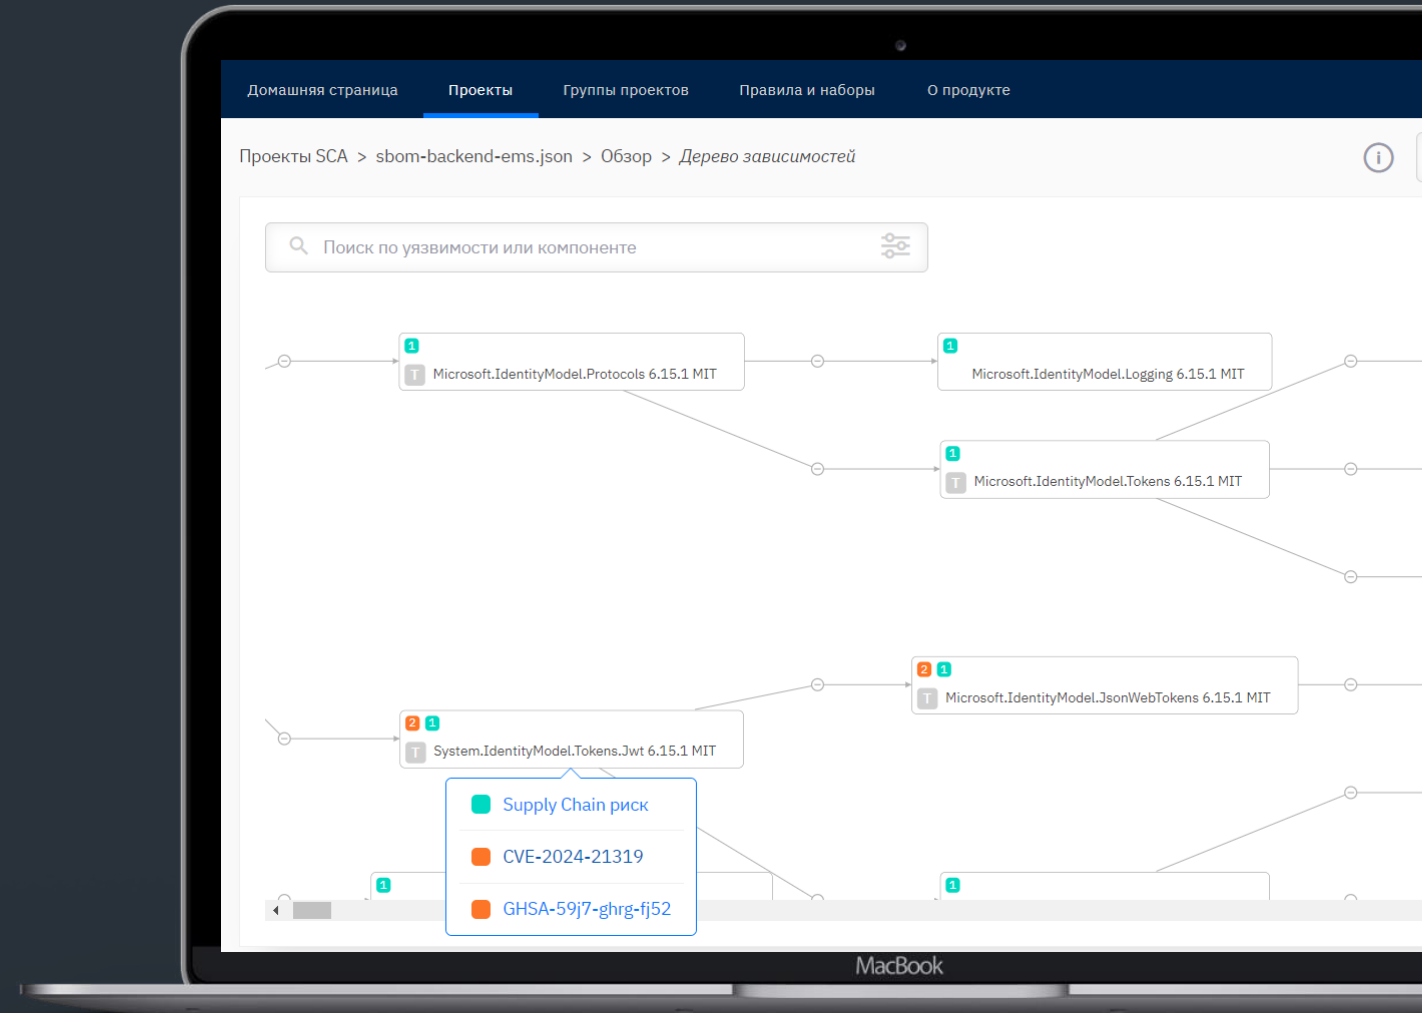 Домашняя страница Проекты Группы проектов Правила и наборы О продукте
Проекты SCA > sbom-backend-ems.json > Обзор > Дерево зависимостей
i
Поиск по уязвимости или компоненте
1
T Microsoft.IdentityModel.Protocols 6.15.1 MIT
1
Microsoft.IdentityModel.Logging 6.15.1 MIT
1
T Microsoft.IdentityModel.Tokens 6.15.1 MIT
2 1
T Microsoft.IdentityModel.JsonWebTokens 6.15.1 MIT
2 1
T System.IdentityModel.Tokens.Jwt 6.15.1 MIT
Supply Chain риск
CVE-2024-21319
GHSA-59j7-ghrg-fj52
1
1
MacBook